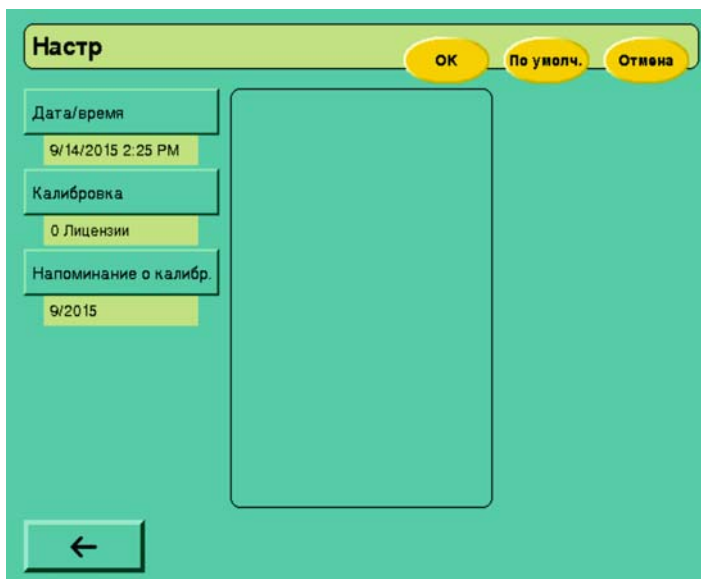 Настр
OK
По умолч.
Отмена
Дата/время
9/14/2015 2:25 PM
Калибровка
0 Лицензии
Напоминание о калибр.
9/2015